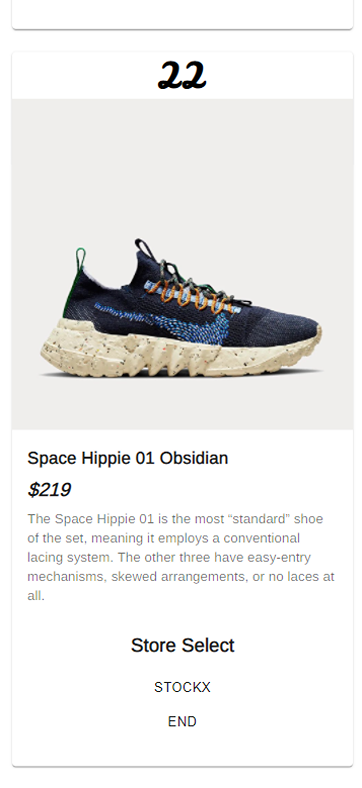 22
Space Hippie 01 Obsidian
$219
The Space Hippie 01 is the most “standard” shoe
of the set, meaning it employs a conventional
lacing system. The other three have easy-entry
mechanisms, skewed arrangements, or no laces at
all.
Store Select
STOCKX
END